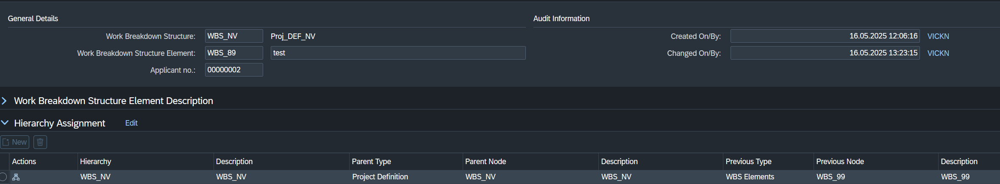 General Details
Work Breakdown Structure: WBS_NV Proj_DEF_NV
Work Breakdown Structure Element: WBS_89 test
Applicant no.: 00000002
Audit Information
Created On/By: 16.05.2025 12:06:16 VICKN
Changed On/By: 16.05.2025 13:23:15 VICKN
Work Breakdown Structure Element Description
Hierarchy Assignment Edit
New
Actions Hierarchy Description Parent Type Parent Node Description Previous Type Previous Node Description
WBS_NV WBS_NV Project Definition WBS_NV WBS_NV WBS Elements WBS_99 WBS_99